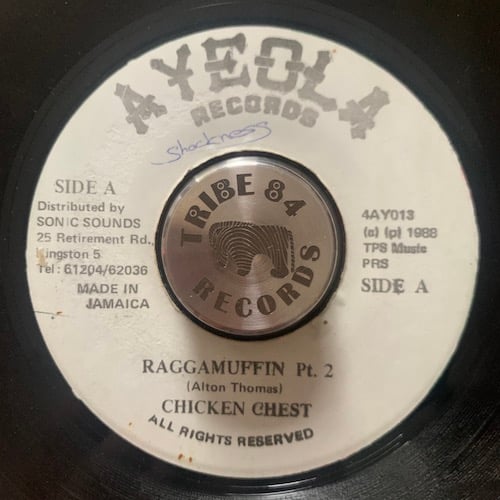 AYEOLA
RECORDS
Shockness
SIDE A
Distributed by
SONIC SOUNDS
25 Retirement Rd.,
Kingston 5
Tel: 61204/62036
MADE IN
JAMAICA
TRIBE 84
RECORDS
4AY013
(c) (p) 1988
TPS Music
PRS
SIDE A
RAGGAMUFFIN Pt. 2
(Alton Thomas)
CHICKEN CHEST
ALL RIGHTS RESERVED